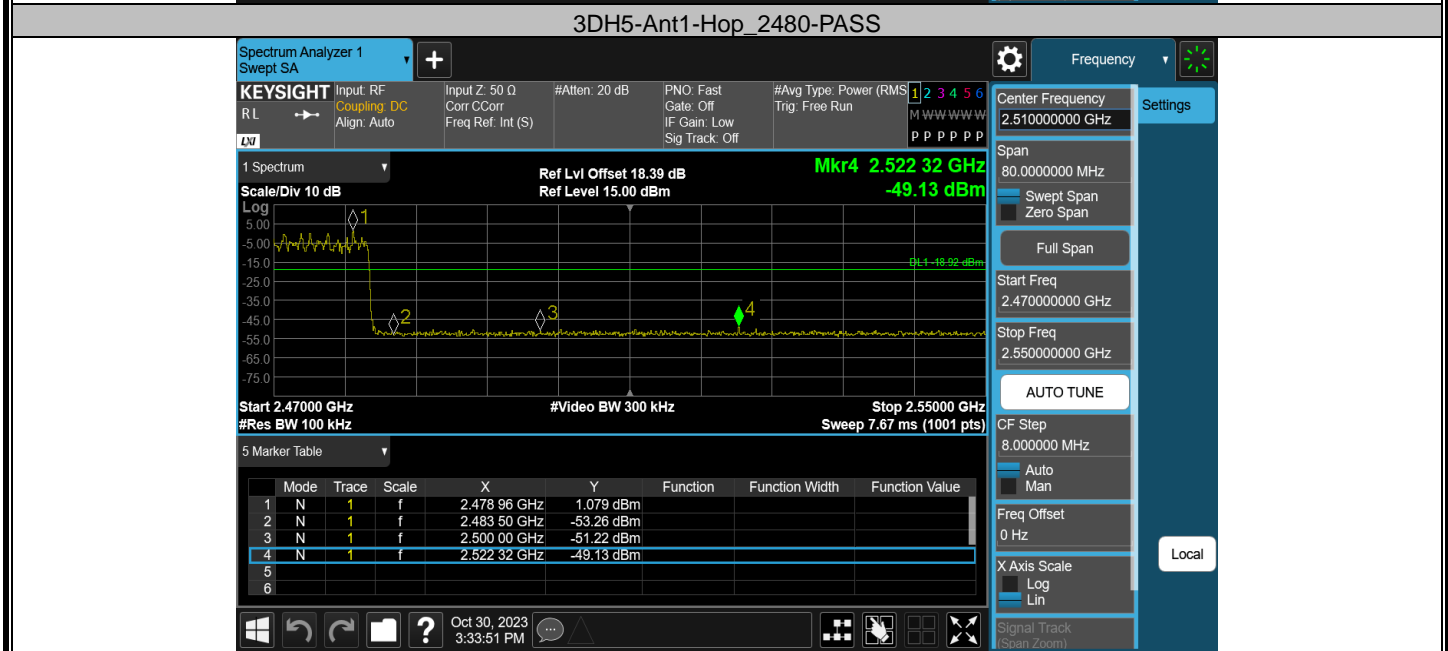 3DH5-Ant1-Hop_2480-PASS
Spectrum Analyzer 1
Swept SA
+
Frequency
KEYSIGHT
RL
LXI
Input: RF
Coupling: DC
Align: Auto
Input Z: 50 Ω
Corr CCorr
Freq Ref: Int (S)
#Atten: 20 dB
PNO: Fast
Gate: Off
IF Gain: Low
Sig Track: Off
#Avg Type: Power (RMS
Trig: Free Run
1 2 3 4 5 6
M W W W W W
P P P P P P
Center Frequency
2.510000000 GHz
Settings
Span
80.0000000 MHz
Swept Span
Zero Span
Full Span
Start Freq
2.470000000 GHz
Stop Freq
2.550000000 GHz
AUTO TUNE
CF Step
8.000000 MHz
Auto
Man
Freq Offset
0 Hz
X Axis Scale
Log
Lin
Signal Track
(Span Zoom)
Local
1 Spectrum
Scale/Div 10 dB
Ref Lvl Offset 18.39 dB
Ref Level 15.00 dBm
Mkr4 2.522 32 GHz
-49.13 dBm
Log
5.00
-5.00
-15.0
-25.0
-35.0
-45.0
-55.0
-65.0
-75.0
1
2
3
4
DL1 -18.92 dBm
Start 2.47000 GHz
#Video BW 300 kHz
Stop 2.55000 GHz
#Res BW 100 kHz
Sweep 7.67 ms (1001 pts)
5 Marker Table
Mode Trace Scale X Y Function Function Width Function Value
1 N 1 f 2.478 96 GHz 1.079 dBm
2 N 1 f 2.483 50 GHz -53.26 dBm
3 N 1 f 2.500 00 GHz -51.22 dBm
4 N 1 f 2.522 32 GHz -49.13 dBm
5
6
?
Oct 30, 2023
3:33:51 PM